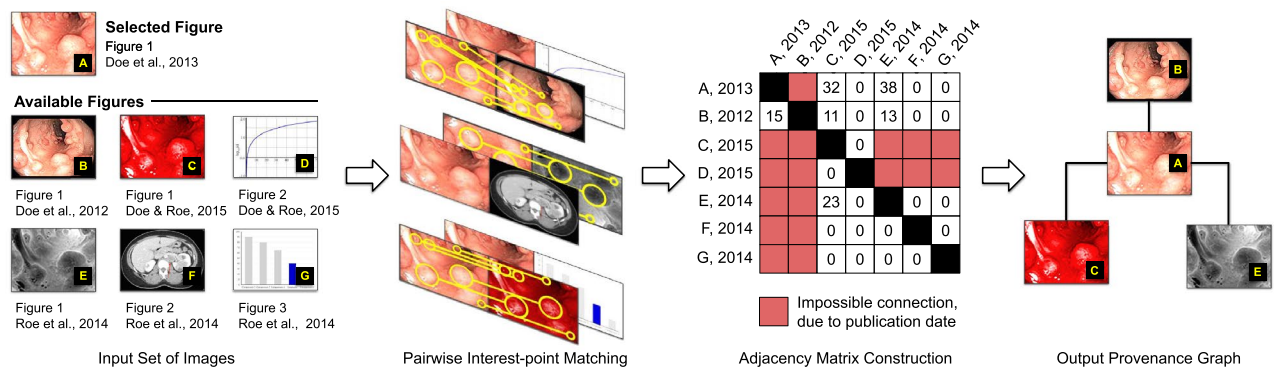 Selected Figure
Figure 1
Doe et al., 2013
A
Available Figures
B
C
D
Figure 1
Doe et al., 2012
Figure 1
Doe & Roe, 2015
Figure 2
Doe & Roe, 2015
E
F
G
Figure 1
Roe et al., 2014
Figure 2
Roe et al., 2014
Figure 3
Roe et al., 2014
Input Set of Images
Pairwise Interest-point Matching
A, 2013
B, 2012
C, 2015
D, 2015
E, 2014
F, 2014
G, 2014
A, 2013 32 0 38 0 0
B, 2012 15 11 0 13 0 0
C, 2015 0
D, 2015 0
E, 2014 23 0 0 0
F, 2014 0 0 0 0
G, 2014 0 0 0 0
Impossible connection,
due to publication date
Adjacency Matrix Construction
B
A
C
E
Output Provenance Graph